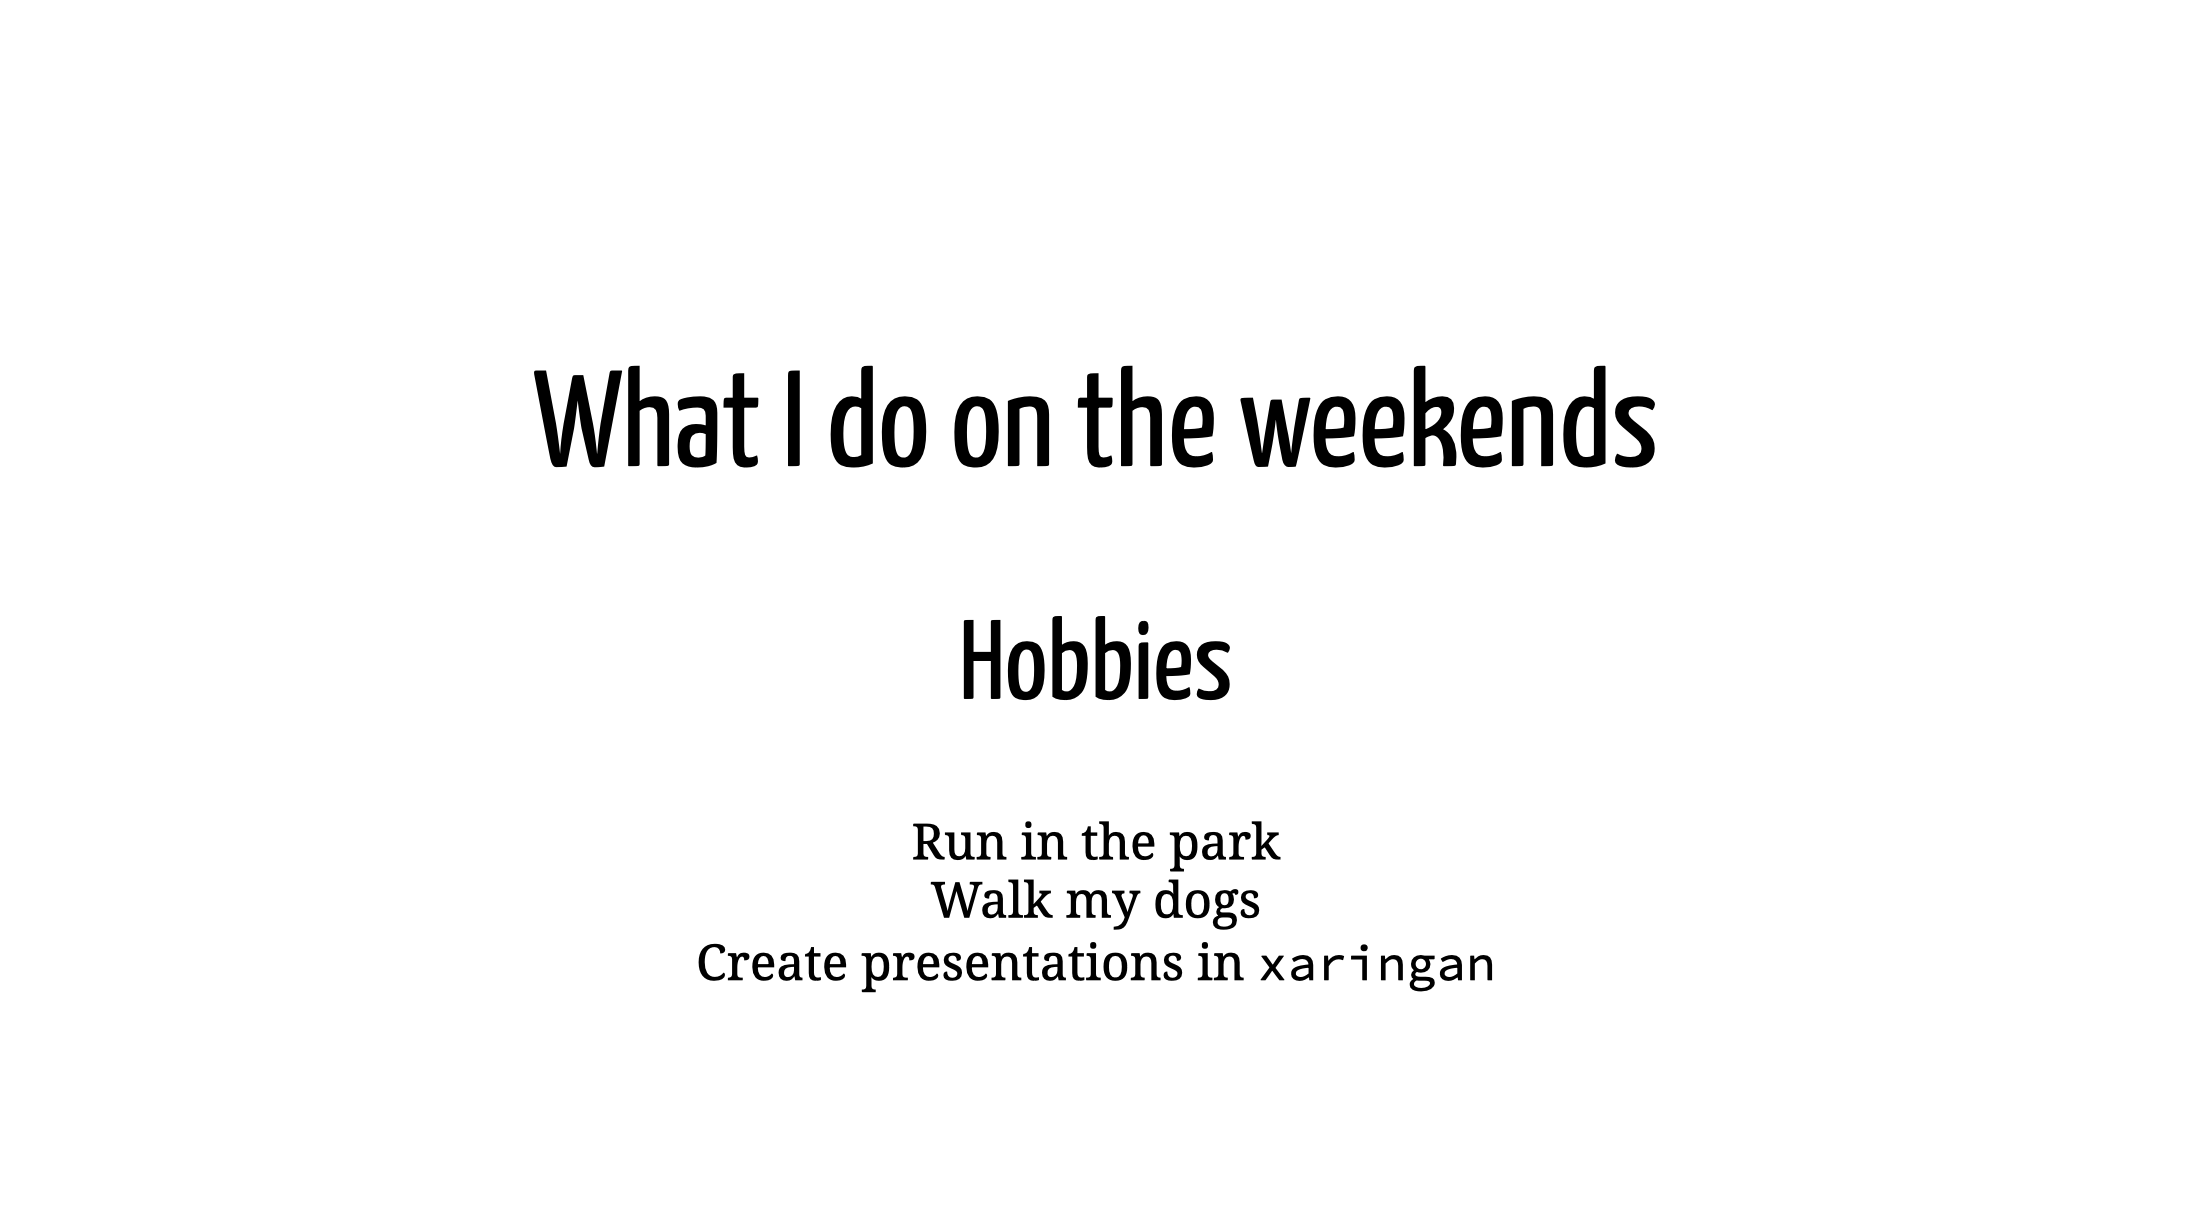 What I do on the weekends
Hobbies
Run in the park
Walk my dogs
Create presentations in xaringan